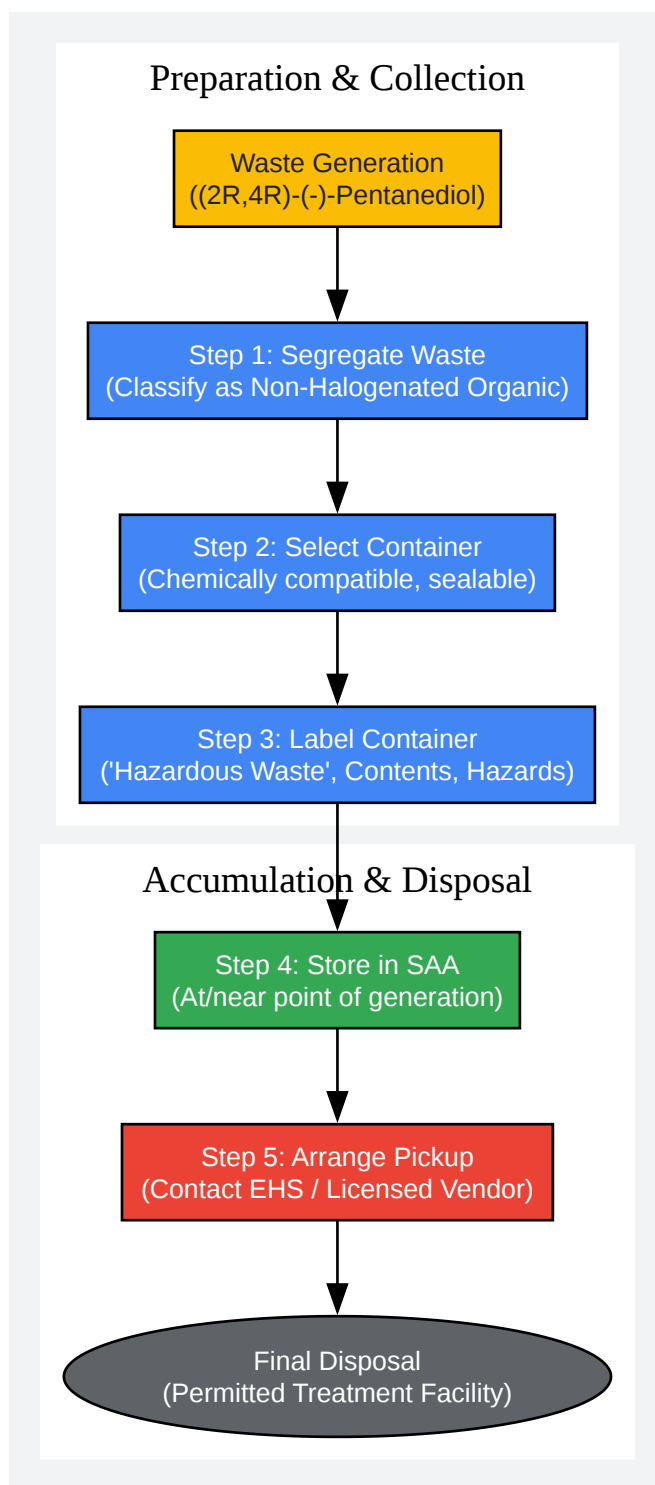 Preparation & Collection
Waste Generation
((2R,4R)-(-)-Pentanediol)
Step 1: Segregate Waste
(Classify as Non-Halogenated Organic)
Step 2: Select Container
(Chemically compatible, sealable)
Step 3: Label Container
('Hazardous Waste', Contents, Hazards)
Accumulation & Disposal
Step 4: Store in SAA
(At/near point of generation)
Step 5: Arrange Pickup
(Contact EHS / Licensed Vendor)
Final Disposal
(Permitted Treatment Facility)